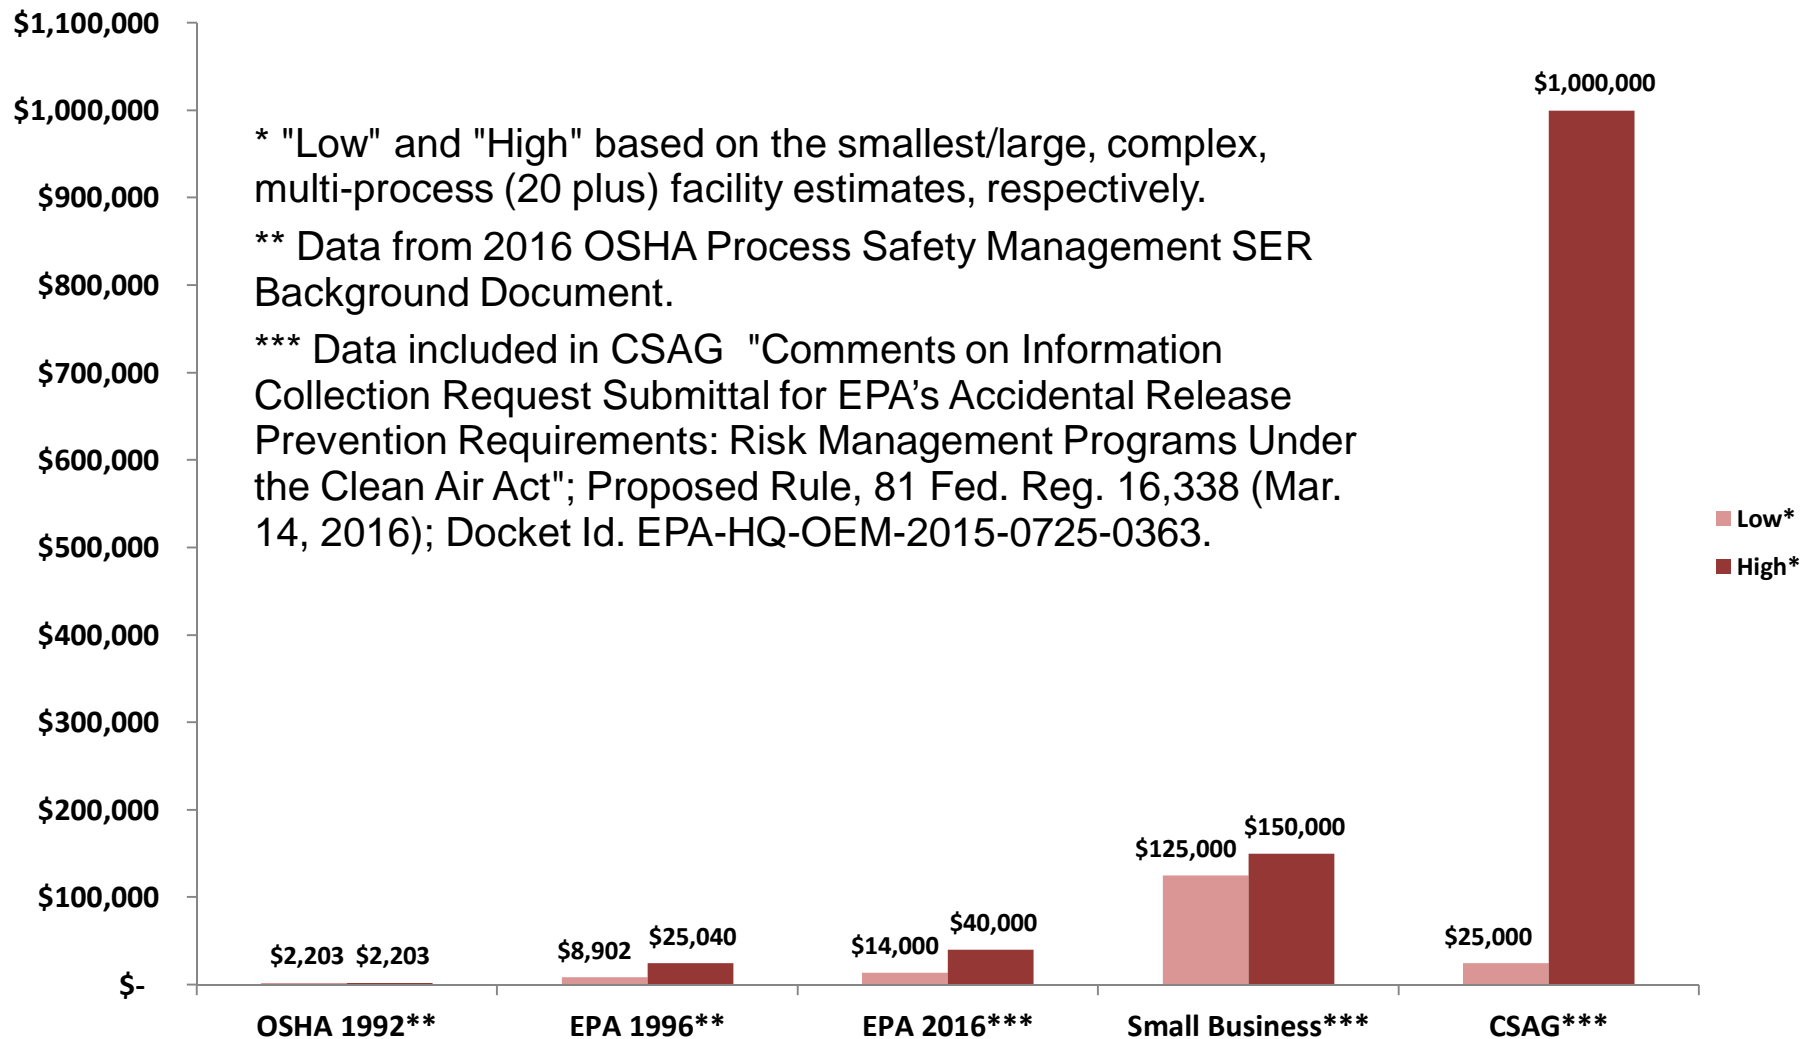 $1,100,000
$1,000,000
$900,000
$800,000
$700,000
$600,000
$500,000
$400,000
$300,000
$200,000
$100,000
$-
* "Low" and "High" based on the smallest/large, complex,
multi-process (20 plus) facility estimates, respectively.
** Data from 2016 OSHA Process Safety Management SER
Background Document.
*** Data included in CSAG "Comments on Information
Collection Request Submittal for EPA’s Accidental Release
Prevention Requirements: Risk Management Programs Under
the Clean Air Act"; Proposed Rule, 81 Fed. Reg. 16,338 (Mar.
14, 2016); Docket Id. EPA-HQ-OEM-2015-0725-0363.
$2,203 $2,203
$8,902 $25,040
$14,000 $40,000
$125,000 $150,000
$25,000 $1,000,000
OSHA 1992** EPA 1996** EPA 2016*** Small Business*** CSAG***
Low*
High*